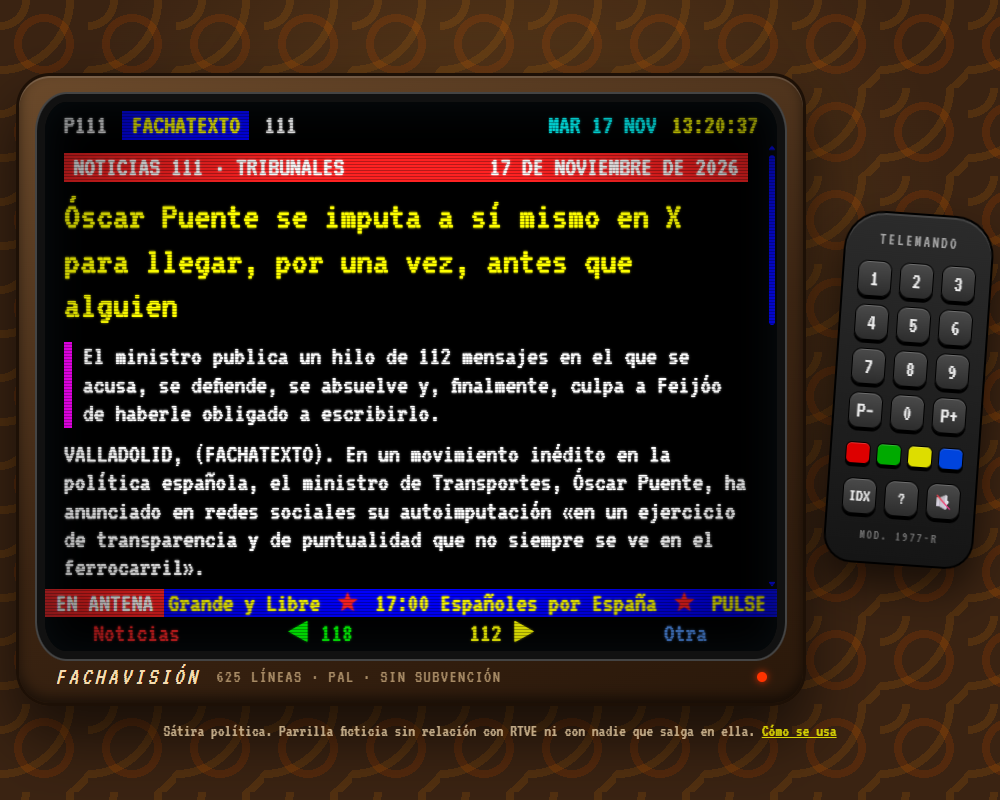 P111 FACHATEXTO 111 MAR 17 NOV 13:20:37
NOTICIAS 111 · TRIBUNALES 17 DE NOVIEMBRE DE 2026
Óscar Puente se imputa a sí mismo en X
para llegar, por una vez, antes que
alguien
El ministro publica un hilo de 112 mensajes en el que se
acusa, se defiende, se absuelve y, finalmente, culpa a Feijóo
de haberle obligado a escribirlo.
VALLADOLID, (FACHATEXTO). En un movimiento inédito en la
política española, el ministro de Transportes, Óscar Puente, ha
anunciado en redes sociales su autoimputación «en un ejercicio
de transparencia y de puntualidad que no siempre se ve en el
ferrocarril».
EN ANTENA Grande y Libre ★ 17:00 Españoles por España ★ PULSE
Noticias ◀ 118 112 ▶ Otra
FACHAVISIÓN 625 LÍNEAS · PAL · SIN SUBVENCIÓN
TELEMANDO
1 2 3
4 5 6
7 8 9
P- 0 P+
IDX ?
MOD. 1977-R
Sátira política. Parrilla ficticia sin relación con RTVE ni con nadie que salga en ella. Cómo se usa